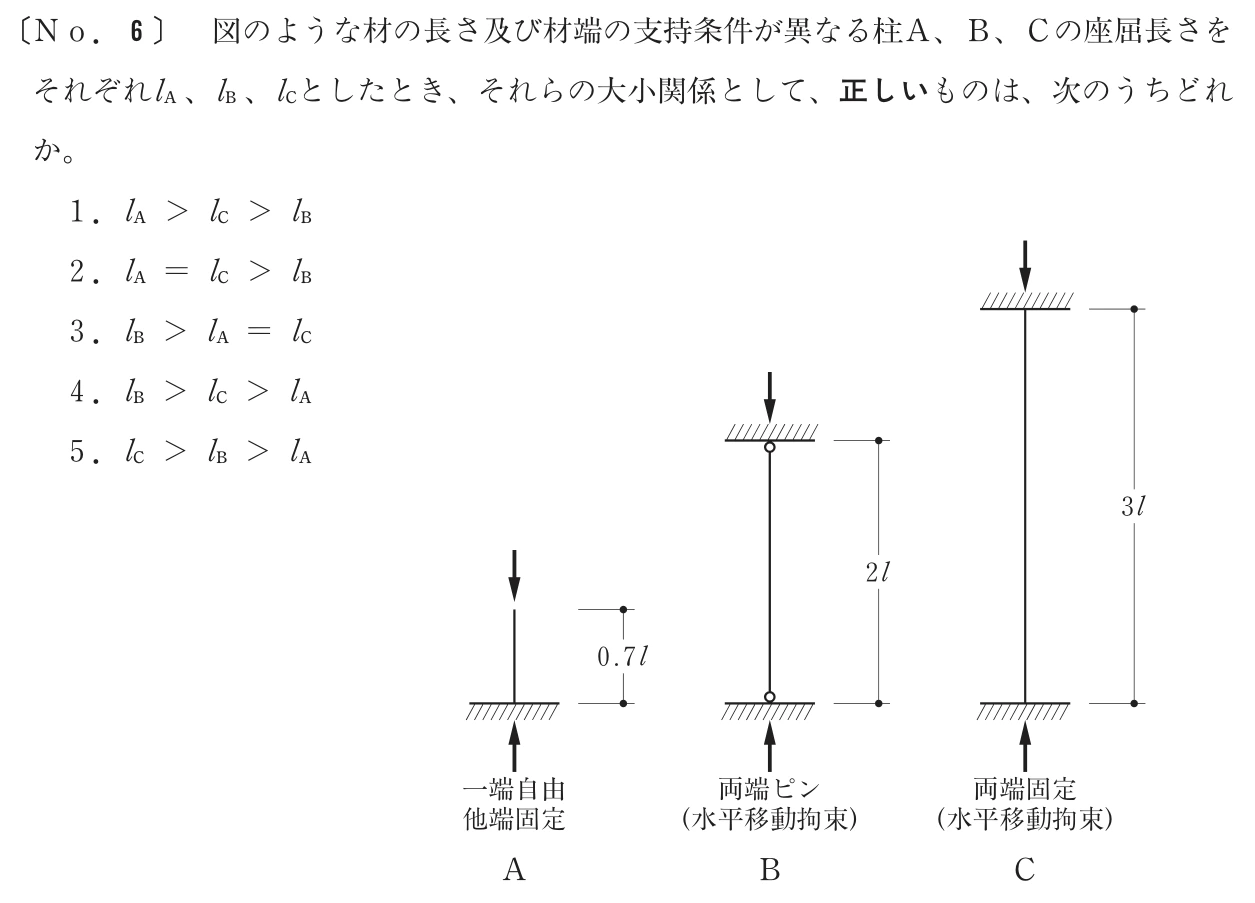 〔Ｎｏ．６〕　図のような材の長さ及び材端の支持条件が異なる柱Ａ、Ｂ、Ｃの座屈長さを
それぞれlA、lB、lCとしたとき、それらの大小関係として、正しいものは、次のうちどれ
か。
1．lA ＞ lC ＞ lB
2．lA ＝ lC ＞ lB
3．lB ＞ lA ＝ lC
4．lB ＞ lC ＞ lA
5．lC ＞ lB ＞ lA
0.7l
2l
3l
一端自由
他端固定
A
両端ピン
(水平移動拘束)
B
両端固定
(水平移動拘束)
C